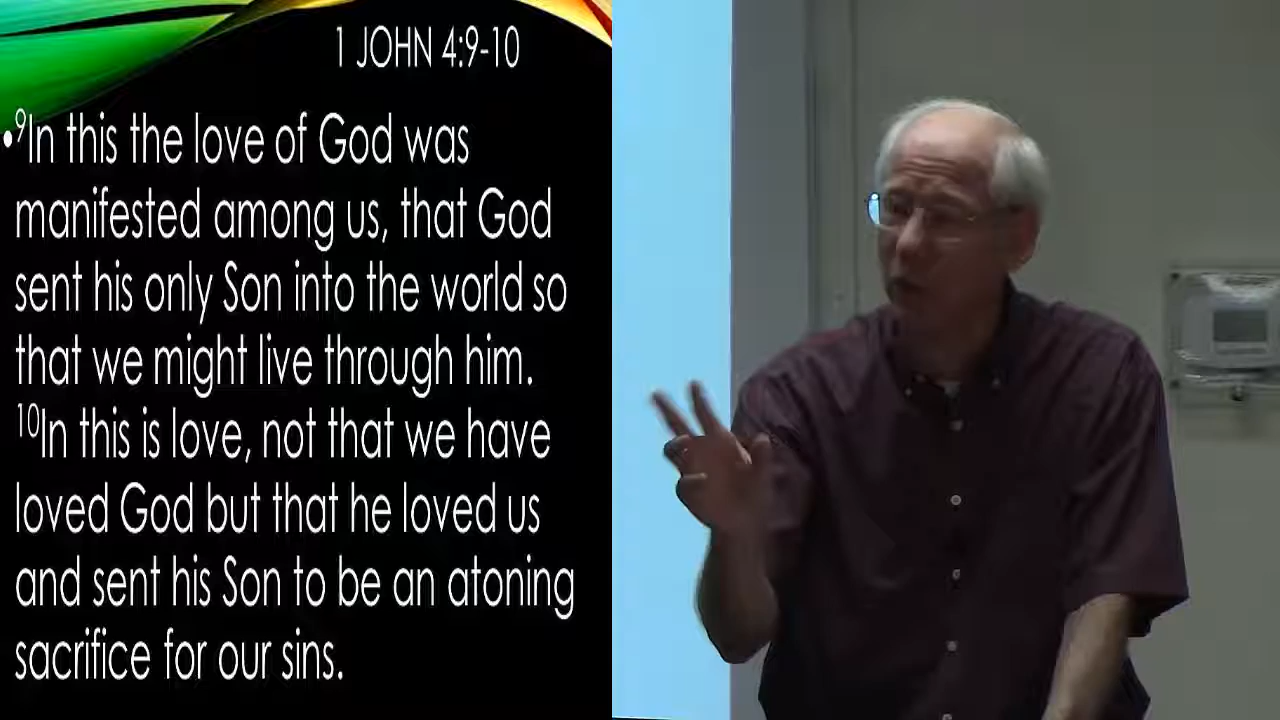 1 JOHN 4:9-10
•⁹In this the love of God was
manifested among us, that God
sent his only Son into the world so
that we might live through him.
¹⁰In this is love, not that we have
loved God but that he loved us
and sent his Son to be an atoning
sacrifice for our sins.